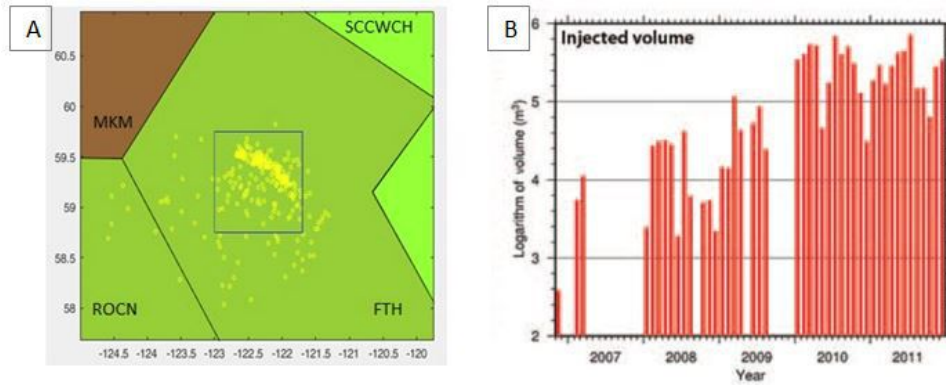 A
SCCWCH
60.5
60
MKM
59.5
59
58.5
ROCN
FTH
58
-124.5 -124 -123.5 -123 -122.5 -122 -121.5 -121 -120.5 -120
B
Injected volume
6
5
4
3
2
Logarithm of volume (m³)
2007 2008 2009 2010 2011
Year